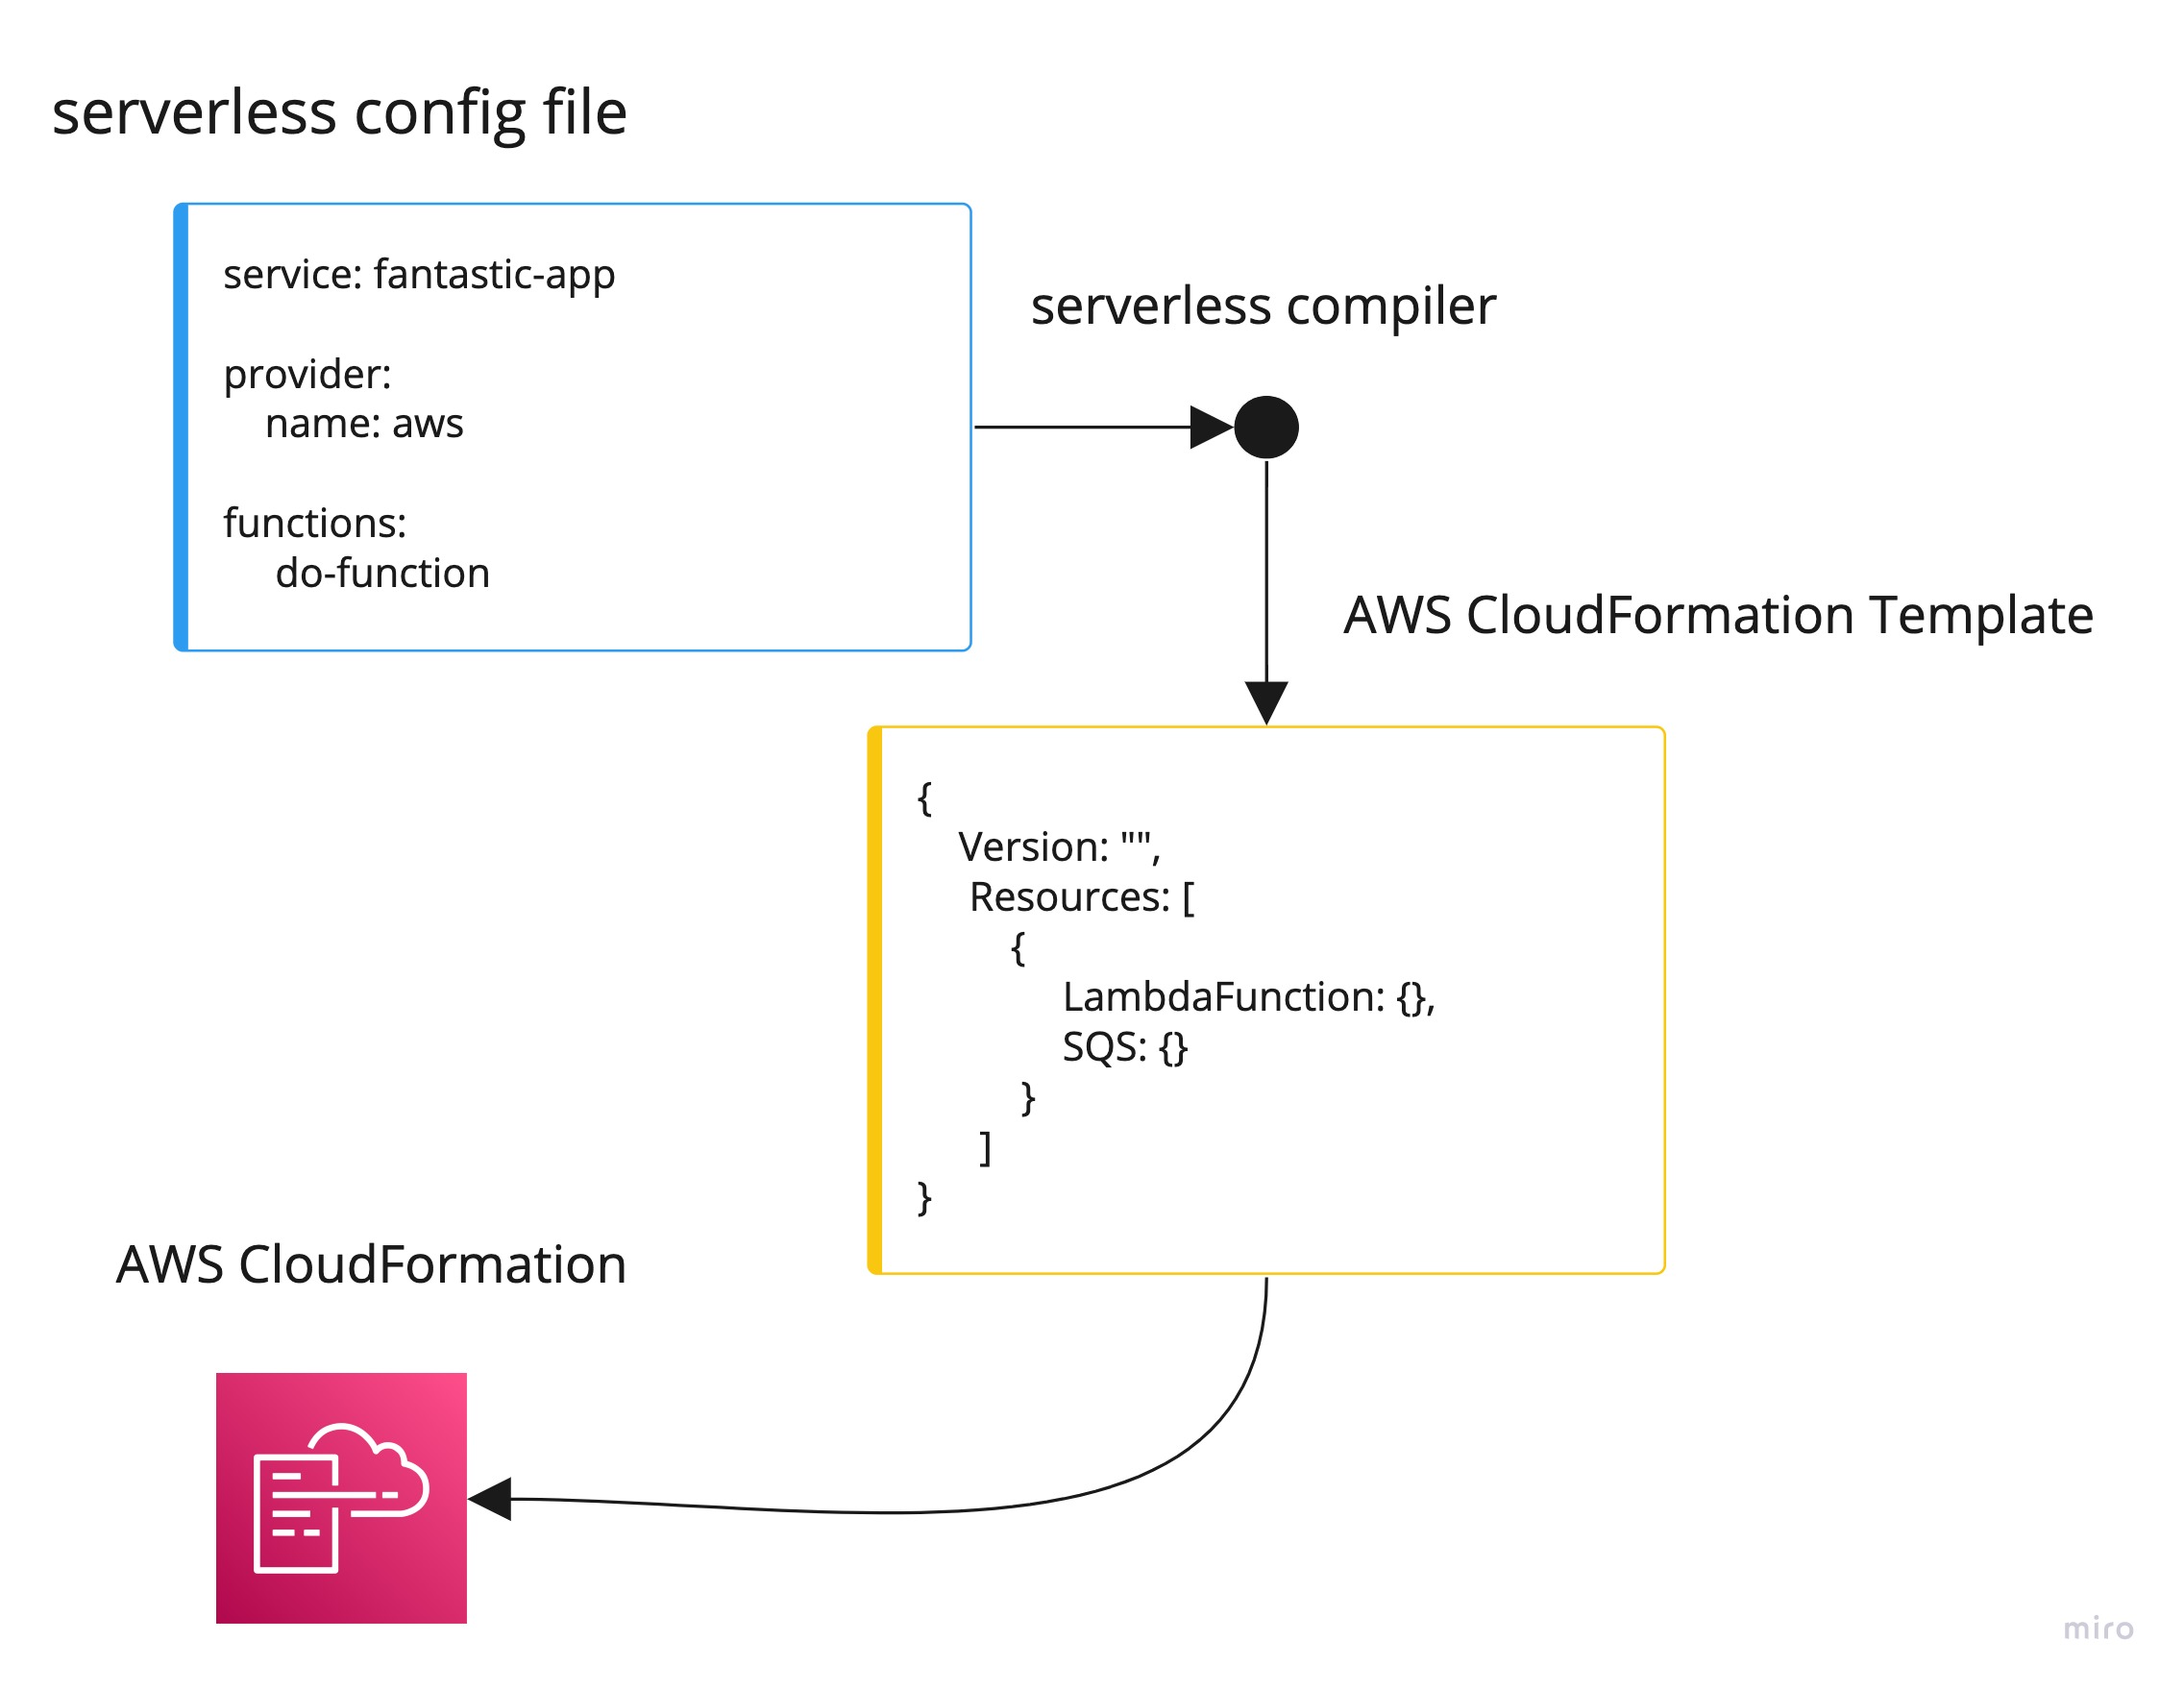 serverless config file
service: fantastic-app
provider:
name: aws
functions:
do-function
serverless compiler
AWS CloudFormation Template
{
Version: "",
Resources: [
{
LambdaFunction: {},
SQS: {}
}
]
}
AWS CloudFormation
miro